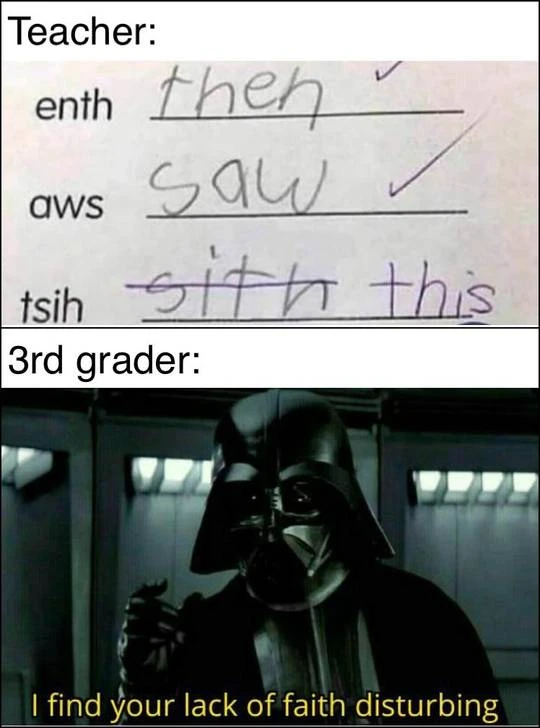 Teacher:
enth then
aws saw
tsih sith this
3rd grader:
I find your lack of faith disturbing